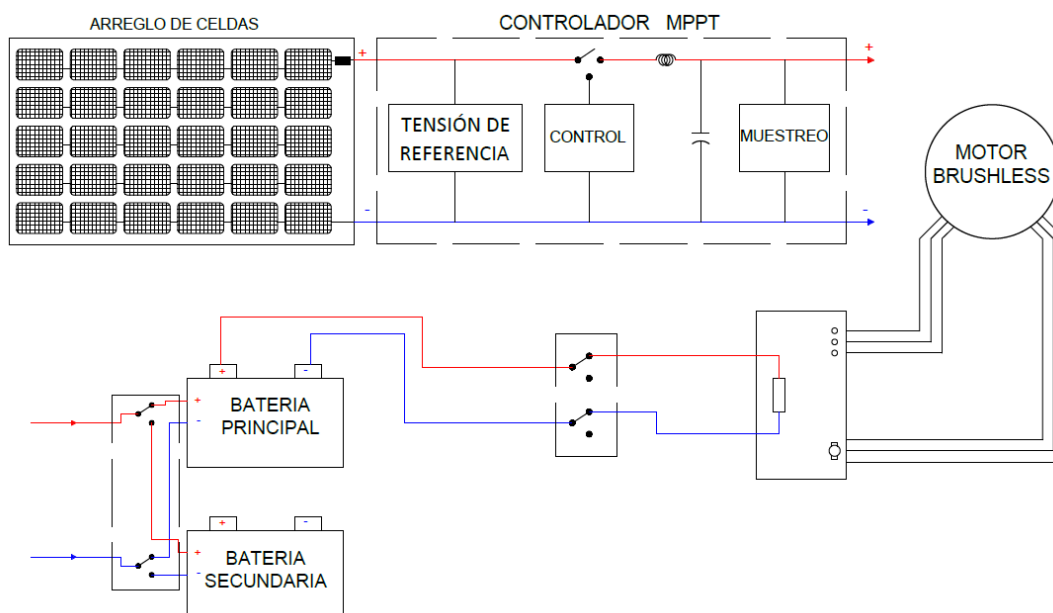 ARREGLO DE CELDAS
CONTROLADOR MPPT
+
+
TENSIÓN DE
REFERENCIA
CONTROL
MUESTREO
-
-
MOTOR
BRUSHLESS
+
-
+
BATERIA
PRINCIPAL
-
+
-
+
BATERIA
SECUNDARIA
-